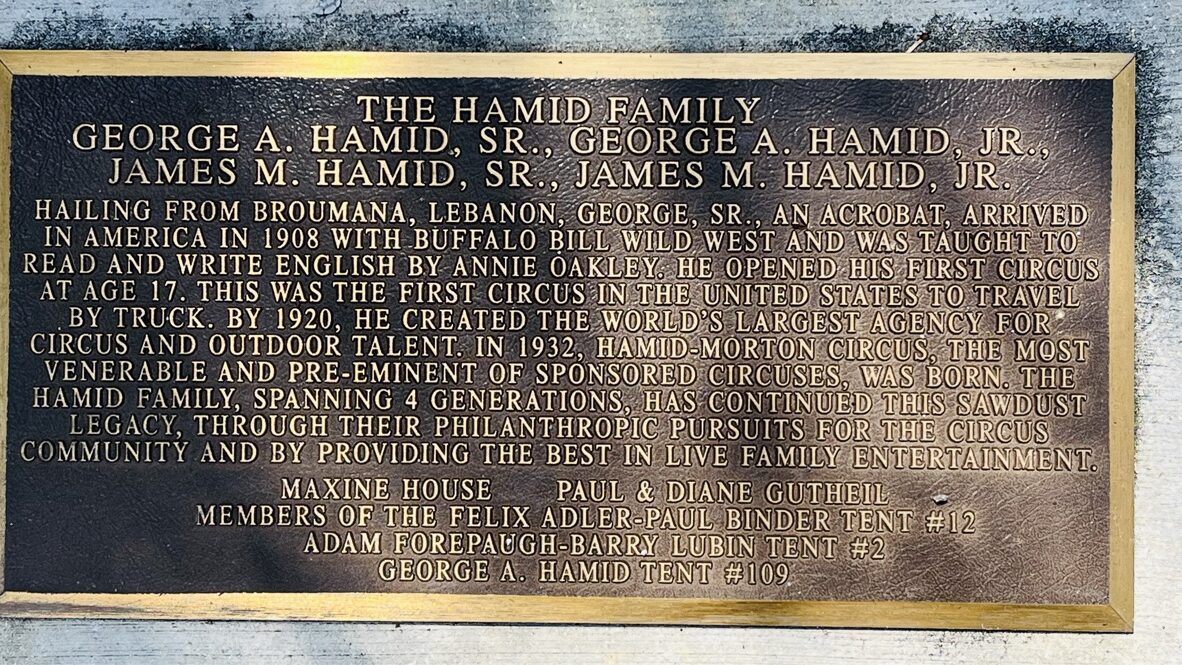 THE HAMID FAMILY
GEORGE A. HAMID, SR., GEORGE A. HAMID, JR.,
JAMES M. HAMID, SR., JAMES M. HAMID, JR.
HAILING FROM BROUMANA, LEBANON, GEORGE, SR., AN ACROBAT, ARRIVED
IN AMERICA IN 1908 WITH BUFFALO BILL WILD WEST AND WAS TAUGHT TO
READ AND WRITE ENGLISH BY ANNIE OAKLEY. HE OPENED HIS FIRST CIRCUS
AT AGE 17. THIS WAS THE FIRST CIRCUS IN THE UNITED STATES TO TRAVEL
BY TRUCK. BY 1920, HE CREATED THE WORLD'S LARGEST AGENCY FOR
CIRCUS AND OUTDOOR TALENT. IN 1932, HAMID-MORTON CIRCUS, THE MOST
VENERABLE AND PRE-EMINENT OF SPONSORED CIRCUSES, WAS BORN. THE
HAMID FAMILY, SPANNING 4 GENERATIONS, HAS CONTINUED THIS SAWDUST
LEGACY, THROUGH THEIR PHILANTHROPIC PURSUITS FOR THE CIRCUS
COMMUNITY AND BY PROVIDING THE BEST IN LIVE FAMILY ENTERTAINMENT.
MAXINE HOUSE PAUL & DIANE GUTHEIL
MEMBERS OF THE FELIX ADLER-PAUL BINDER TENT #12
ADAM FOREPAUGH-BARRY LUBIN TENT #2
GEORGE A. HAMID TENT #109